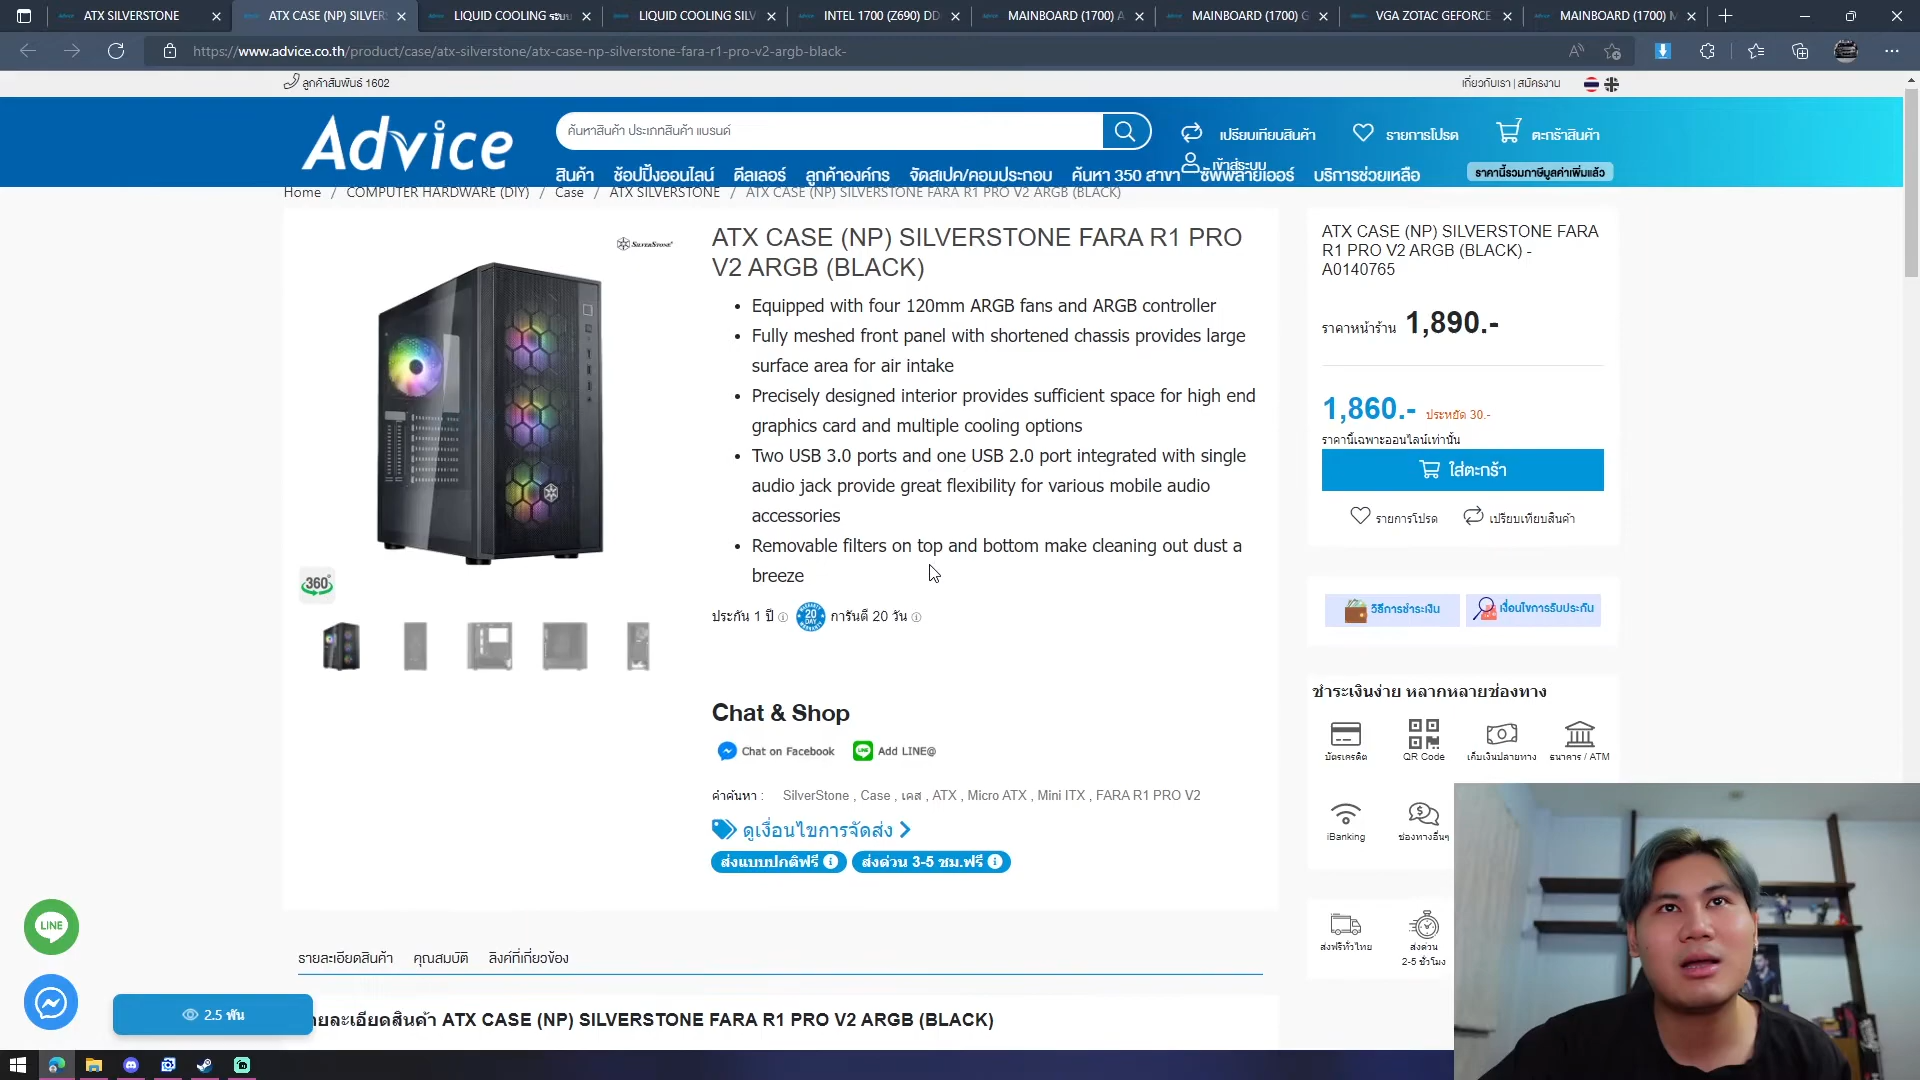 ATX SILVERSTONE
ATX CASE (NP) SILVER
LIQUID COOLING ระบบ
LIQUID COOLING SILV
INTEL 1700 (Z690) DD
MAINBOARD (1700) A
MAINBOARD (1700) G
VGA ZOTAC GEFORCE
MAINBOARD (1700) M
https://www.advice.co.th/product/case/atx-silverstone/atx-case-np-silverstone-fara-r1-pro-v2-argb-black-
ลูกค้าสัมพันธ์ 1602
เกี่ยวกับเรา | สมัครงาน
Advice
ค้นหาสินค้า ประเภทสินค้า แบรนด์
เปรียบเทียบสินค้า
รายการโปรด
7
ตะกร้าสินค้า
เข้าสู่ระบบ
สินค้า ช้อปปิ้งออนไลน์ ดีลเลอร์ ลูกค้าองค์กร จัดสเปค/คอมประกอบ ค้นหา 350 สาขา ซัพพลายเออร์ บริการช่วยเหลือ
ราคานี้รวมภาษีมูลค่าเพิ่มแล้ว
Home / COMPUTER HARDWARE (DIY) / Case / ATX SILVERSTONE / ATX CASE (NP) SILVERSTONE FARA R1 PRO V2 ARGB (BLACK)
SILVERSTONE
ATX CASE (NP) SILVERSTONE FARA R1 PRO
V2 ARGB (BLACK)
• Equipped with four 120mm ARGB fans and ARGB controller
• Fully meshed front panel with shortened chassis provides large
surface area for air intake
• Precisely designed interior provides sufficient space for high end
graphics card and multiple cooling options
• Two USB 3.0 ports and one USB 2.0 port integrated with single
audio jack provide great flexibility for various mobile audio
accessories
• Removable filters on top and bottom make cleaning out dust a
breeze
360°
ประกัน 1 ปี
20
DAY
การันตี 20 วัน
Chat & Shop
Chat on Facebook
Add LINE@
คำค้นหา : SilverStone , Case , เคส , ATX , Micro ATX , Mini ITX , FARA R1 PRO V2
ดูเงื่อนไขการจัดส่ง
ส่งแบบปกติฟรี
ส่งด่วน 3-5 ชม.ฟรี
ATX CASE (NP) SILVERSTONE FARA
R1 PRO V2 ARGB (BLACK) -
A0140765
ราคาหน้าร้าน 1,890.-
1,860.- ประหยัด 30.-
ราคานี้เฉพาะออนไลน์เท่านั้น
ใส่ตะกร้า
รายการโปรด
เปรียบเทียบสินค้า
วิธีการชำระเงิน
เงื่อนไขการรับประกัน
ชำระเงินง่าย หลากหลายช่องทาง
บัตรเครดิต
QR Code
เก็บเงินปลายทาง
ธนาคาร / ATM
iBanking
ช่องทางอื่นๆ
ส่งฟรีทั่วไทย
ส่งด่วน
2-5 ชั่วโมง
LINE
2.5 พัน
รายละเอียดสินค้า คุณสมบัติ ลิงค์ที่เกี่ยวข้อง
ายละเอียดสินค้า ATX CASE (NP) SILVERSTONE FARA R1 PRO V2 ARGB (BLACK)